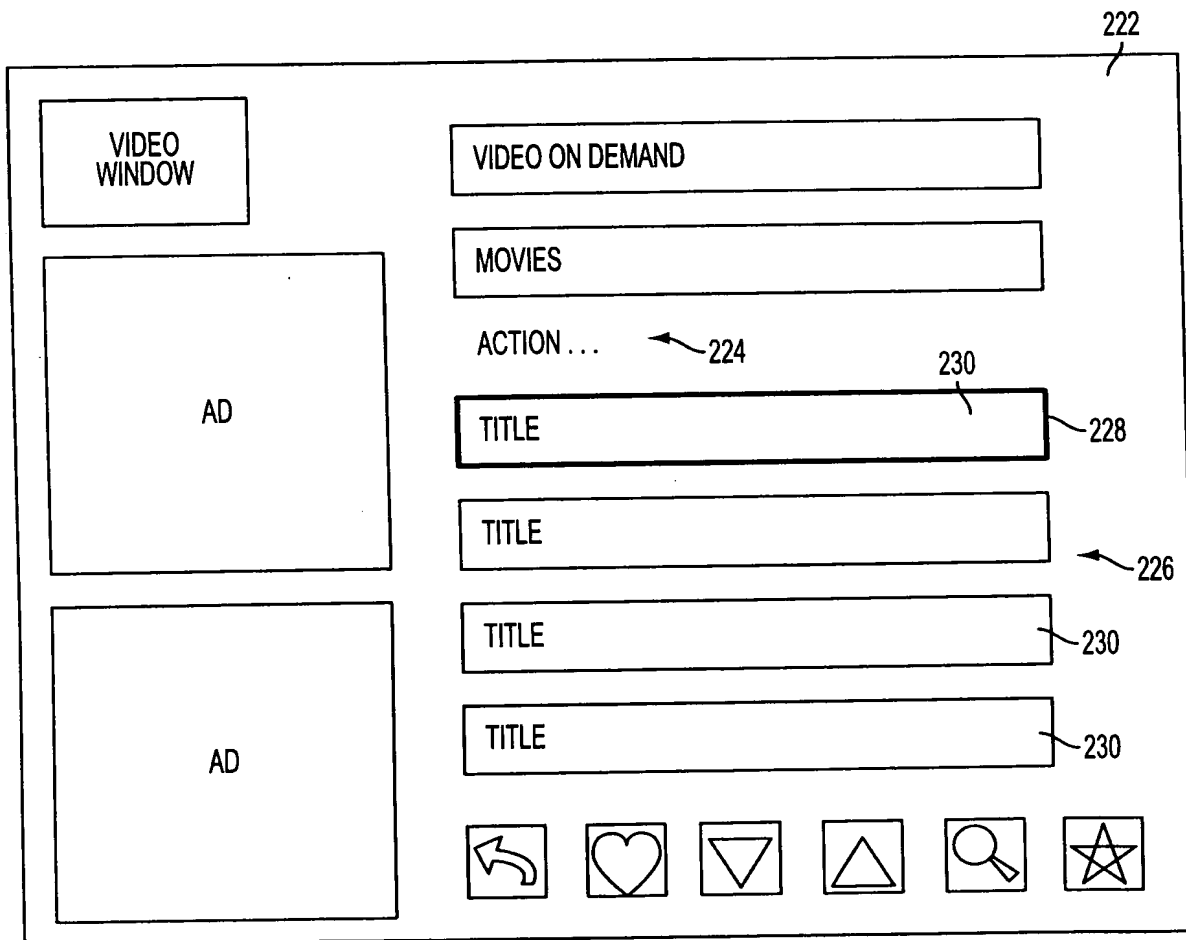 222
VIDEO
WINDOW
VIDEO ON DEMAND
MOVIES
ACTION . . .
224
230
AD
TITLE
228
TITLE
226
TITLE
230
AD
TITLE
230